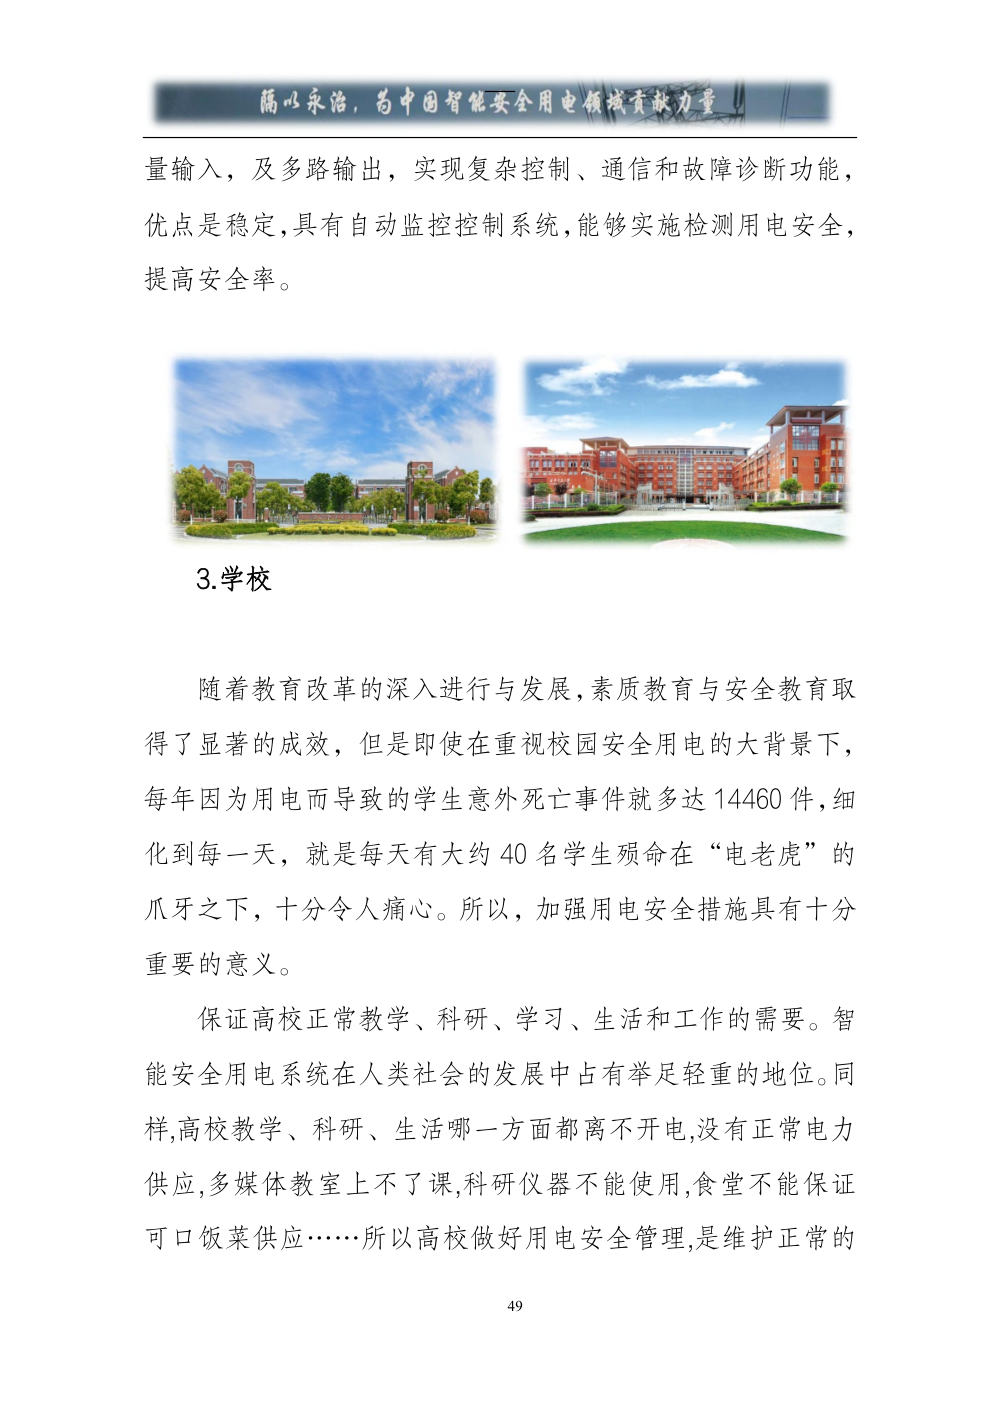 隔以永治，为中国智能安全用电领域贡献力量
量输入，及多路输出，实现复杂控制、通信和故障诊断功能，
优点是稳定,具有自动监控控制系统,能够实施检测用电安全,
提高安全率。
3.学校
随着教育改革的深入进行与发展,素质教育与安全教育取
得了显著的成效，但是即使在重视校园安全用电的大背景下，
每年因为用电而导致的学生意外死亡事件就多达 14460 件,细
化到每一天，就是每天有大约 40 名学生殒命在“电老虎”的
爪牙之下，十分令人痛心。所以，加强用电安全措施具有十分
重要的意义。
保证高校正常教学、科研、学习、生活和工作的需要。智
能安全用电系统在人类社会的发展中占有举足轻重的地位。同
样,高校教学、科研、生活哪一方面都离不开电,没有正常电力
供应,多媒体教室上不了课,科研仪器不能使用,食堂不能保证
可口饭菜供应……所以高校做好用电安全管理,是维护正常的
49